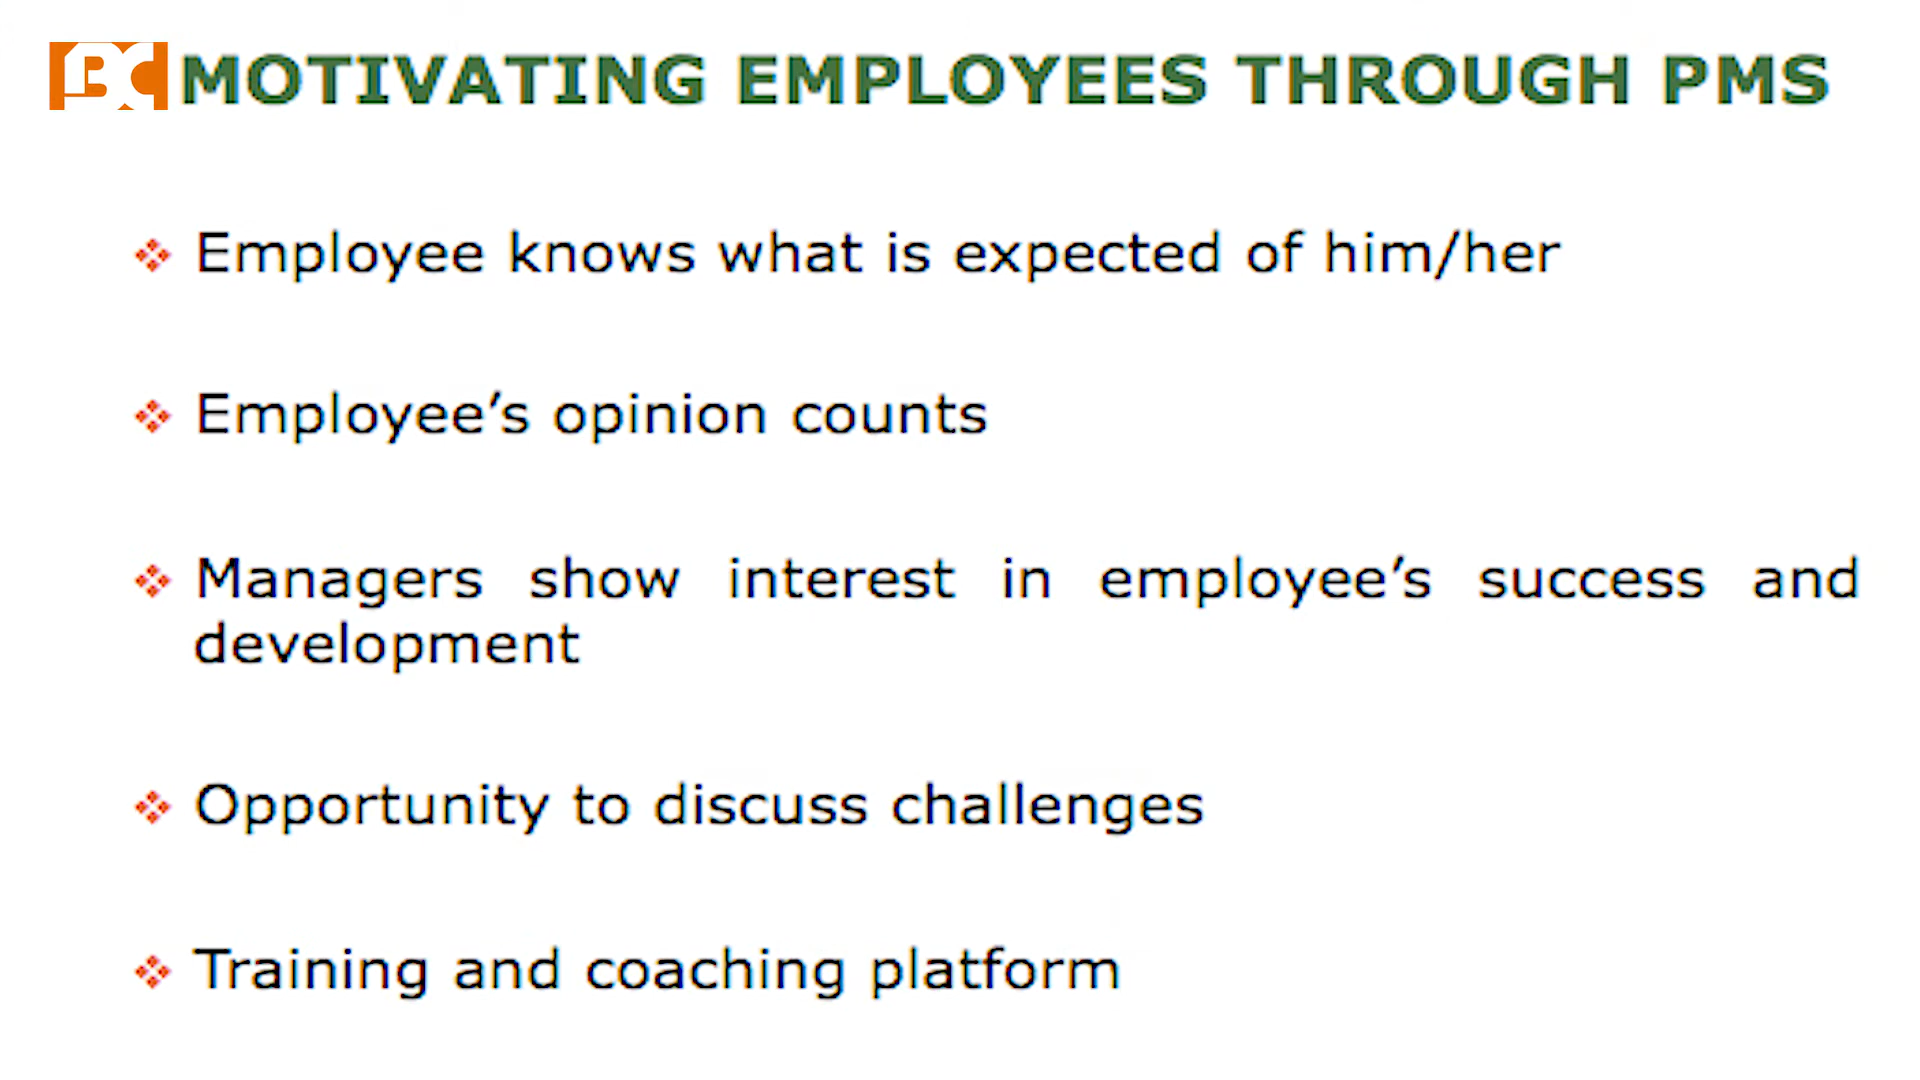 BC MOTIVATING EMPLOYEES THROUGH PMS
Employee knows what is expected of him/her
Employee’s opinion counts
Managers show interest in employee’s success and
development
Opportunity to discuss challenges
Training and coaching platform